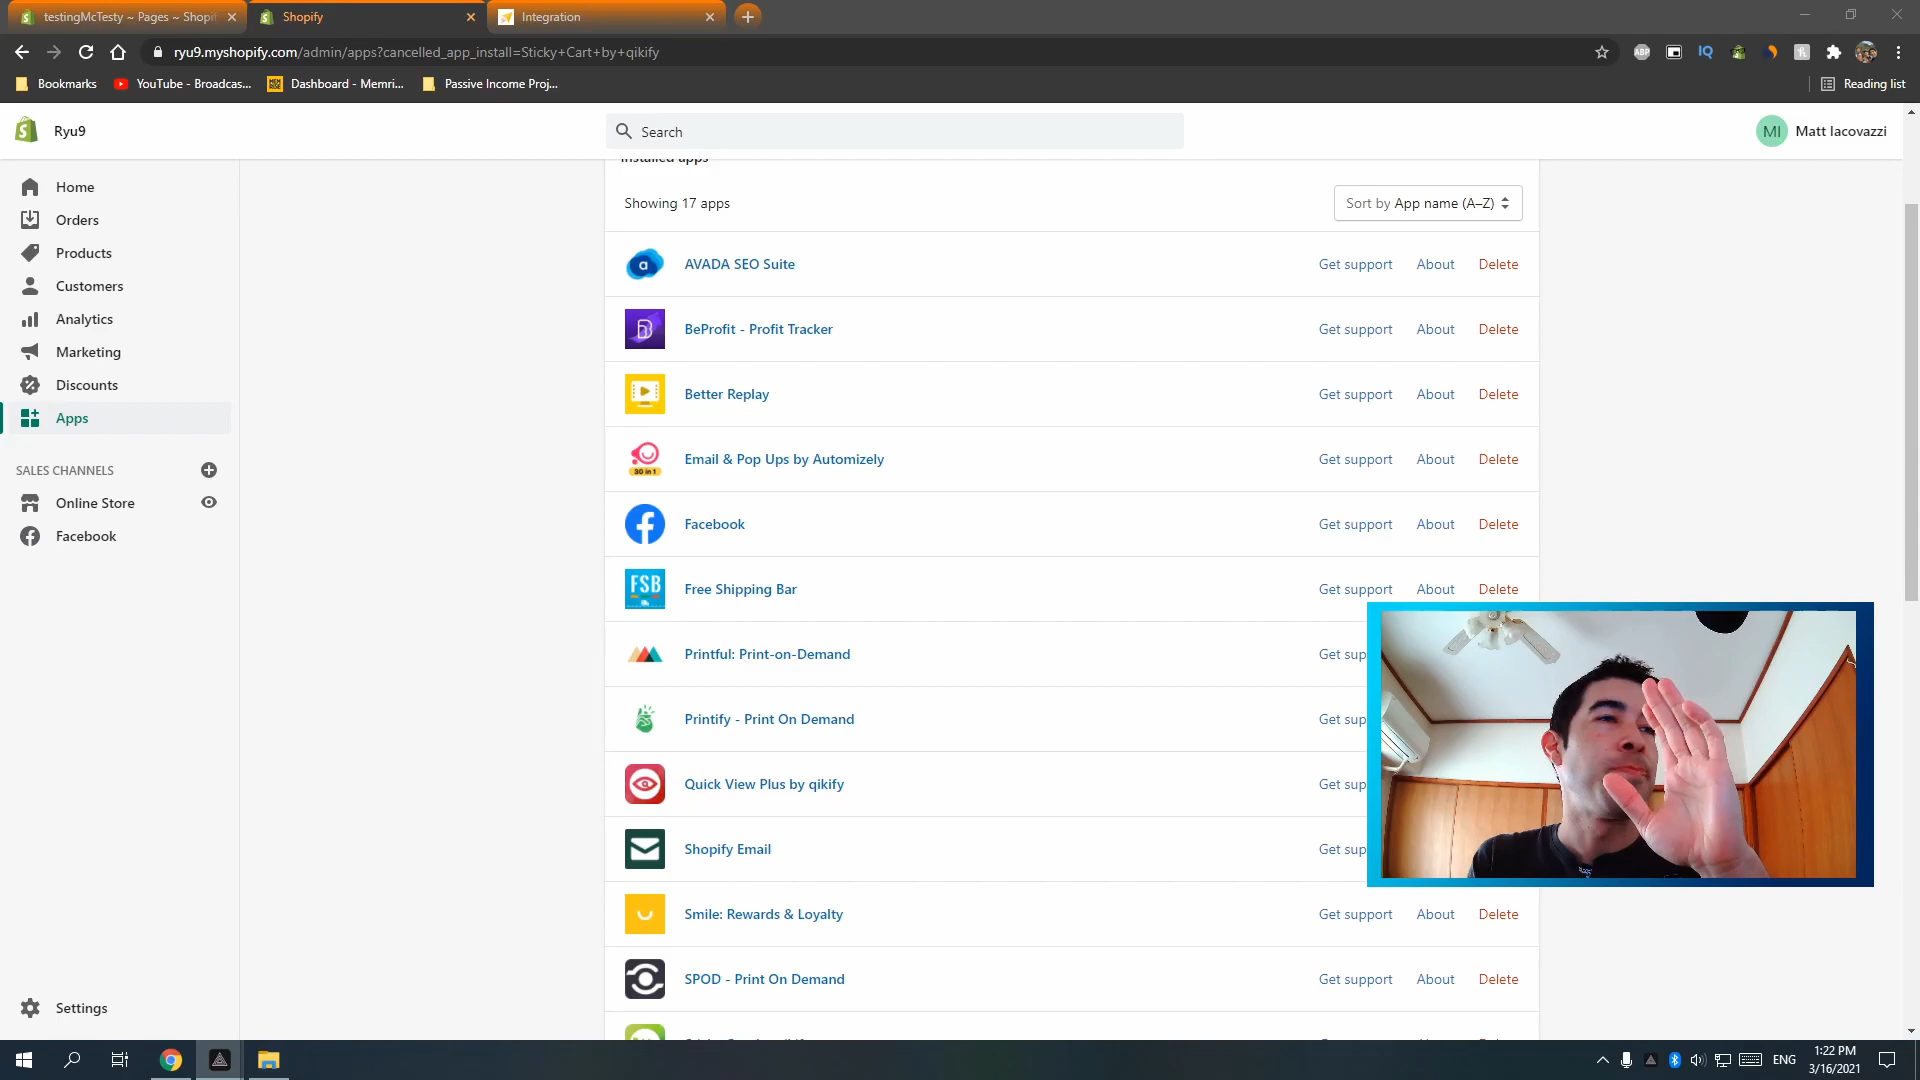 testingMcTesty ~ Pages ~ Shopif
Shopify
Integration
ryu9.myshopify.com/admin/apps?cancelled_app_install=Sticky+Cart+by+qikify
ABP
IQ
Bookmarks
YouTube - Broadcas...
Dashboard - Memri...
Passive Income Proj...
Reading list
Ryu9
Search
MI
Matt Iacovazzi
Home
Orders
Products
Customers
Analytics
Marketing
Discounts
Apps
SALES CHANNELS
Online Store
Facebook
Settings
Installed apps
Showing 17 apps
Sort by App name (A–Z)
AVADA SEO Suite Get support About Delete
BeProfit - Profit Tracker Get support About Delete
Better Replay Get support About Delete
30 in 1
Email & Pop Ups by Automizely Get support About Delete
Facebook Get support About Delete
FSB
Free Shipping Bar Get support About Delete
Printful: Print-on-Demand Get sup
Printify - Print On Demand Get sup
Quick View Plus by qikify Get sup
Shopify Email Get sup
Smile: Rewards & Loyalty Get support About Delete
SPOD - Print On Demand Get support About Delete
ENG
1:22 PM
3/16/2021